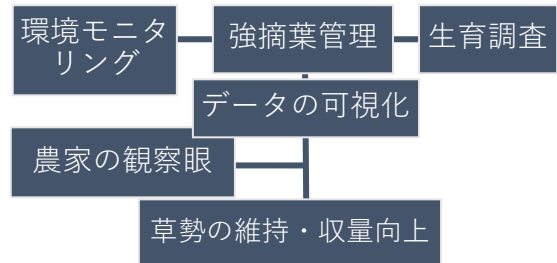 環境モニタ
リング
強摘葉管理
生育調査
データの可視化
農家の観察眼
草勢の維持・収量向上